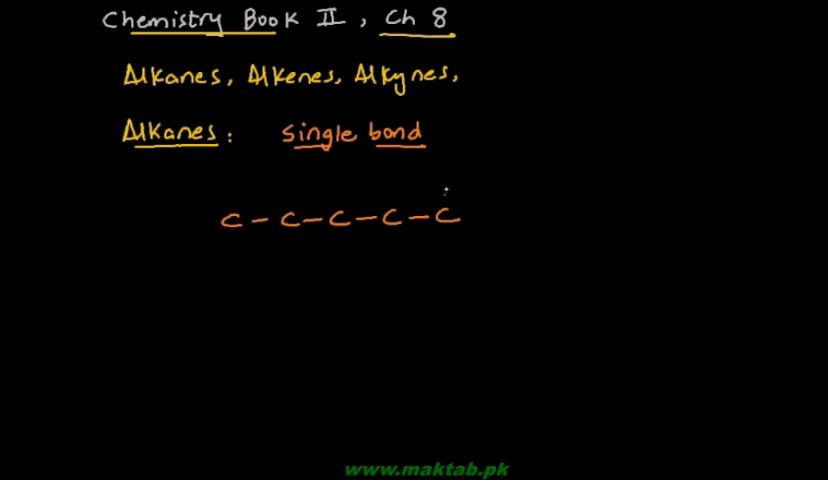 Chemistry Book II, Ch 8
Alkanes, Alkenes, Alkynes,
Alkanes: Single bond
C-C-C-C-C
www.maktab.pk